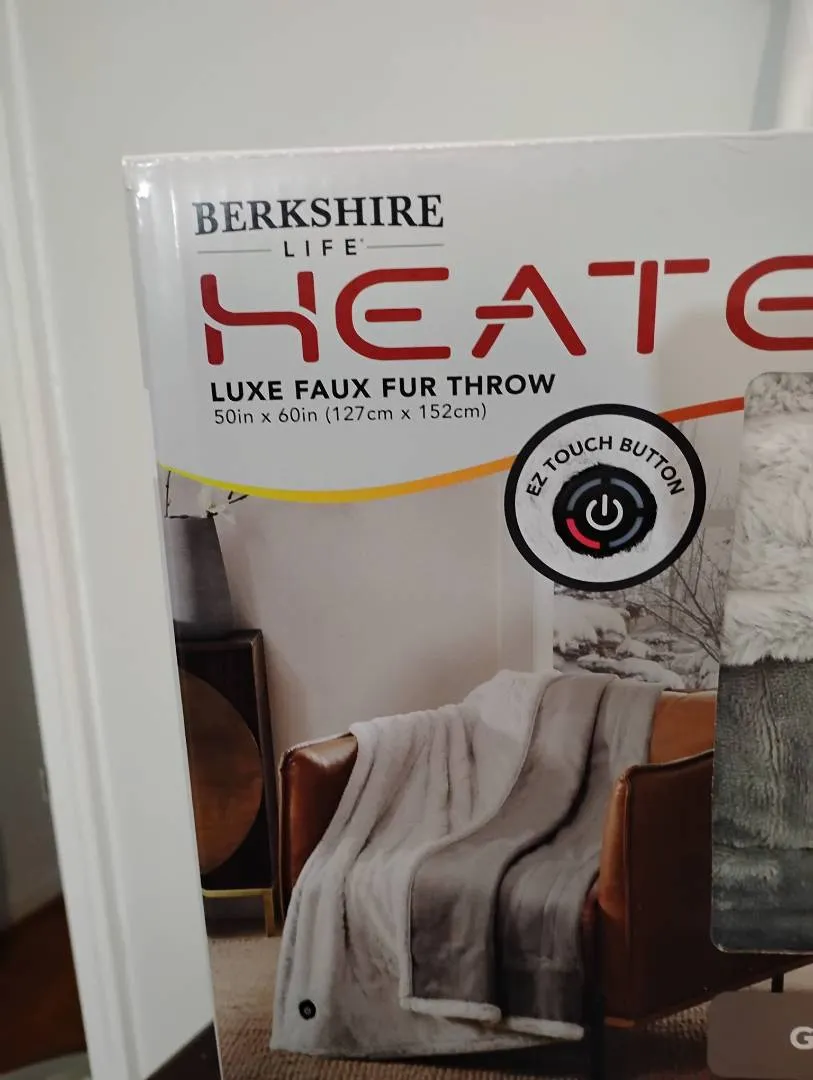 BERKSHIRE
LIFE
HEATE
LUXE FAUX FUR THROW
50in x 60in (127cm x 152cm)
EZ TOUCH BUTTON
G